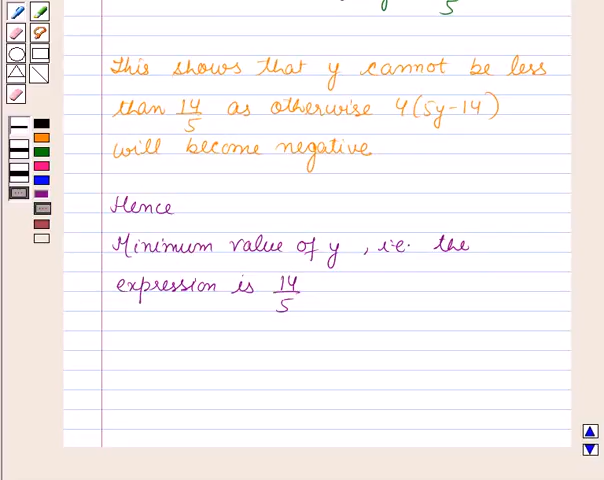 5
This shows that y cannot be less
than 14/5 as otherwise 4(5y-14)
will become negative
Hence
Minimum value of y , i.e. the
expression is 14/5